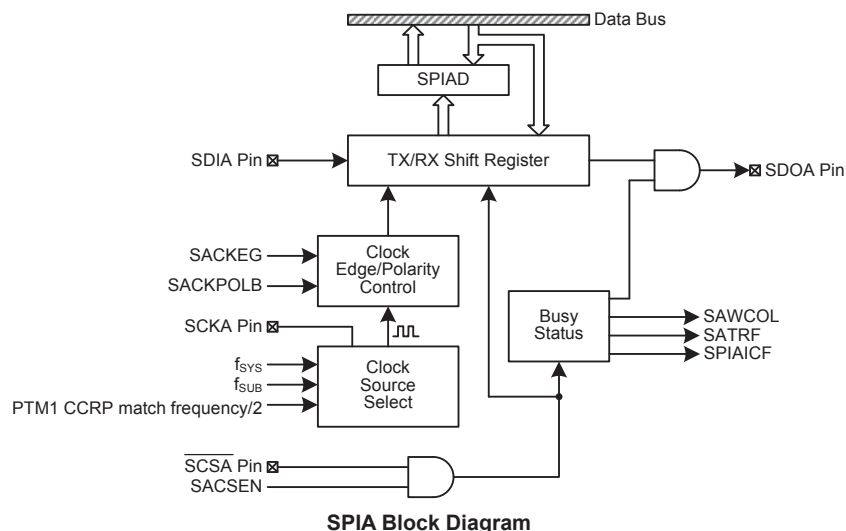 Data Bus
SPIAD
SDIA Pin
TX/RX Shift Register
SDOA Pin
SACKEG
SACKPOLB
Clock
Edge/Polarity
Control
SCKA Pin
Busy
Status
SAWCOL
SATRF
SPIAICF
fSYS
fSUB
PTM1 CCRP match frequency/2
Clock
Source
Select
SCSA Pin
SACSEN
SPIA Block Diagram